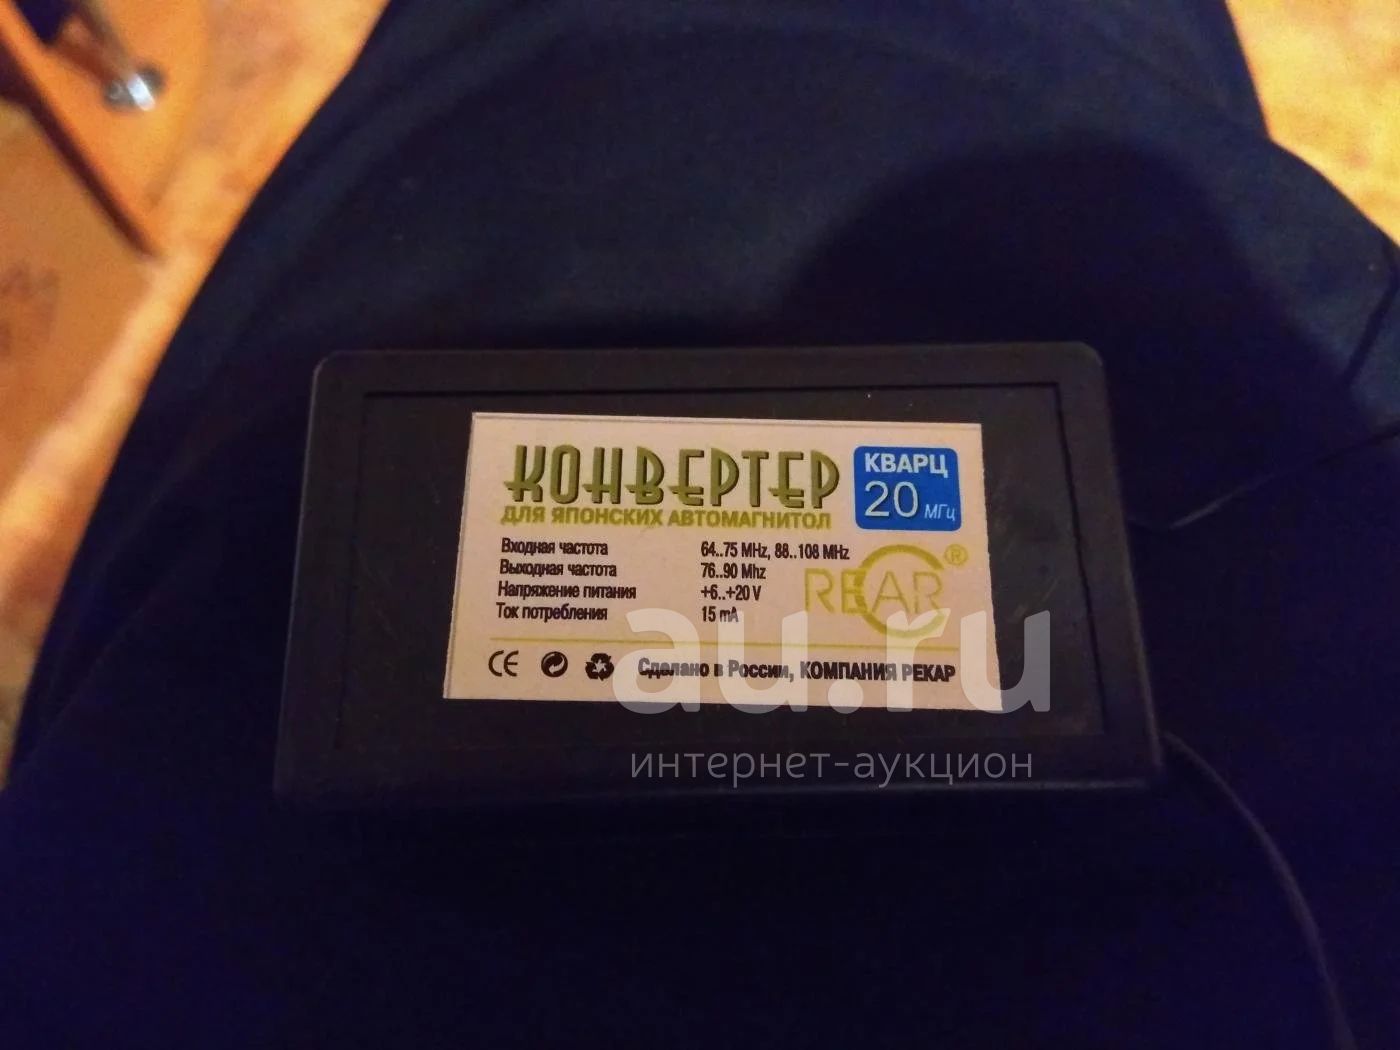 КОНВЕРТЕР
ДЛЯ ЯПОНСКИХ АВТОМАГНИТОЛ
КВАРЦ
20 МГц
Входная частота 64..75 MHz, 88..108 MHz
Выходная частота 76..90 Mhz
Напряжение питания +6..+20 V
Ток потребления 15 mA
REAR®
CE
Сделано в России, КОМПАНИЯ РЕКАР
au.ru
интернет-аукцион